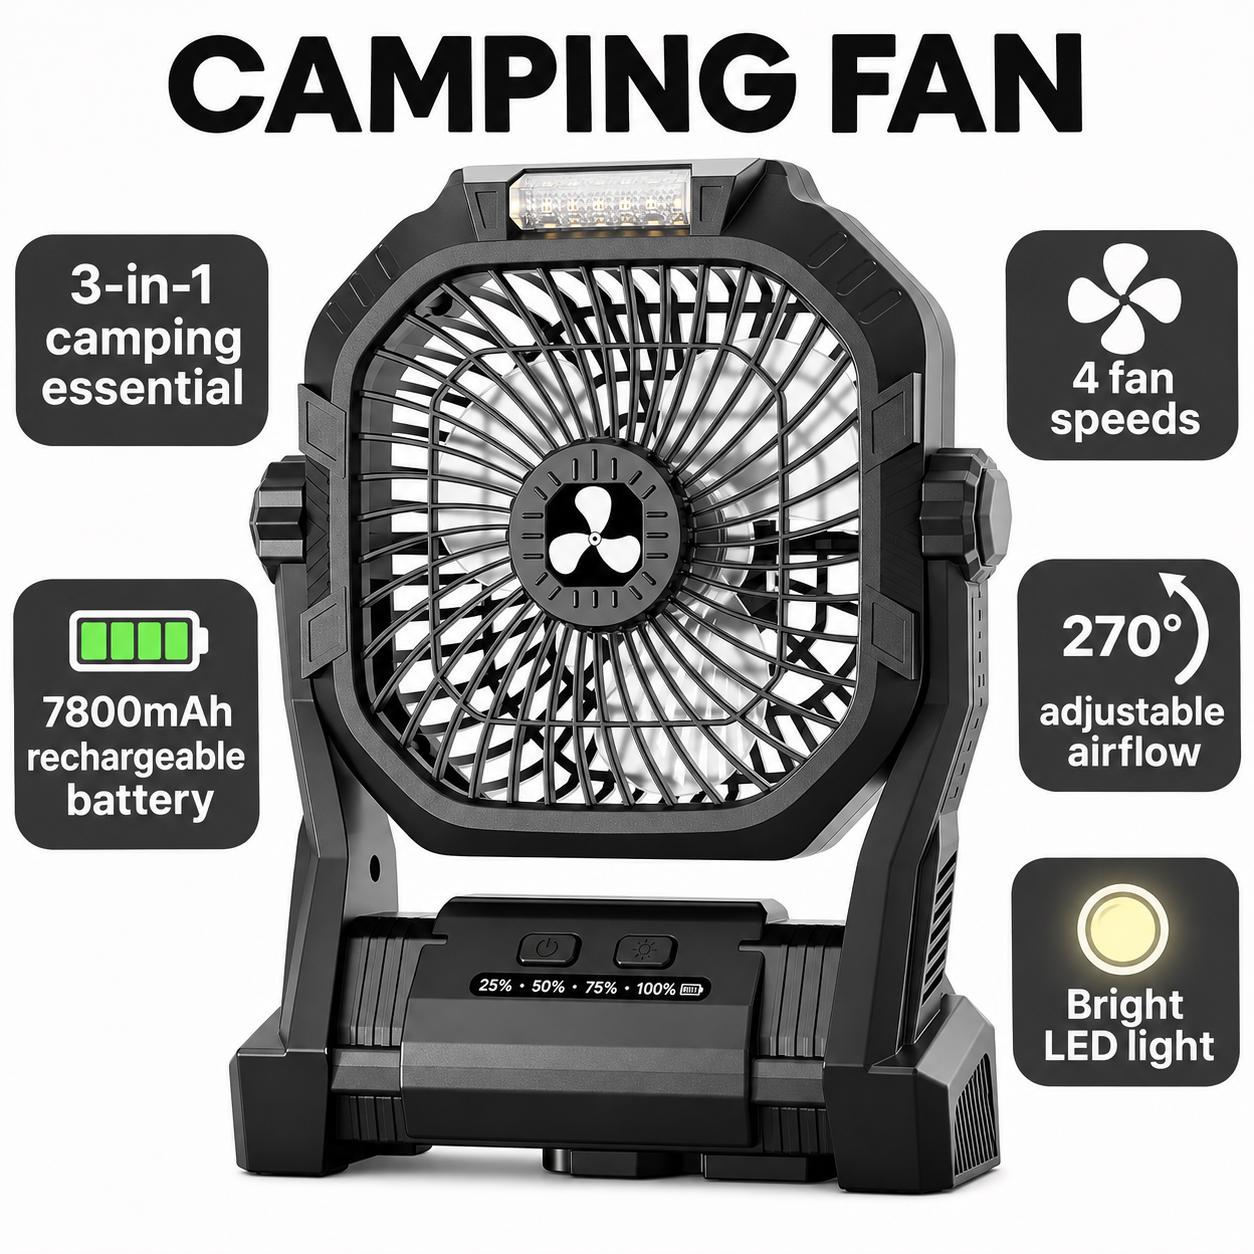 CAMPING FAN
3-in-1
camping
essential
4 fan
speeds
7800mAh
rechargeable
battery
270°
adjustable
airflow
25% • 50% • 75% • 100%
Bright
LED light